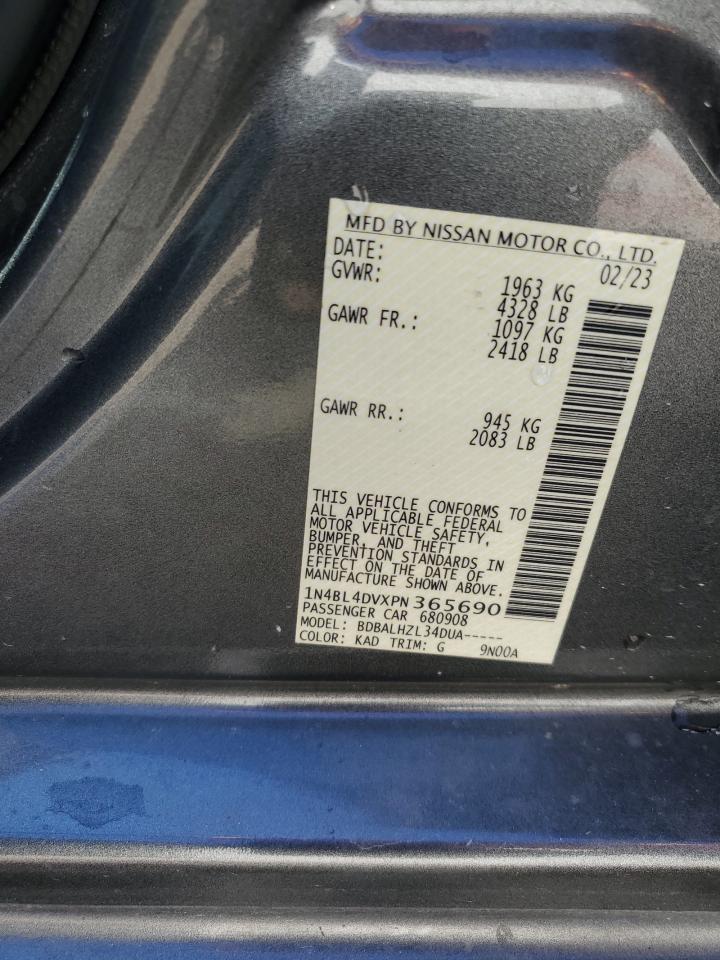 MFD BY NISSAN MOTOR CO., LTD.
DATE: 02/23
GVWR: 1963 KG
4328 LB
GAWR FR.: 1097 KG
2418 LB
GAWR RR.: 945 KG
2083 LB
THIS VEHICLE CONFORMS TO
ALL APPLICABLE FEDERAL
MOTOR VEHICLE SAFETY,
BUMPER, AND THEFT
PREVENTION STANDARDS IN
EFFECT ON THE DATE OF
MANUFACTURE SHOWN ABOVE.
1N4BL4DVXPN365690
PASSENGER CAR 680908
MODEL: BDBALHZL34DUA-----
COLOR: KAD TRIM: G 9N00A